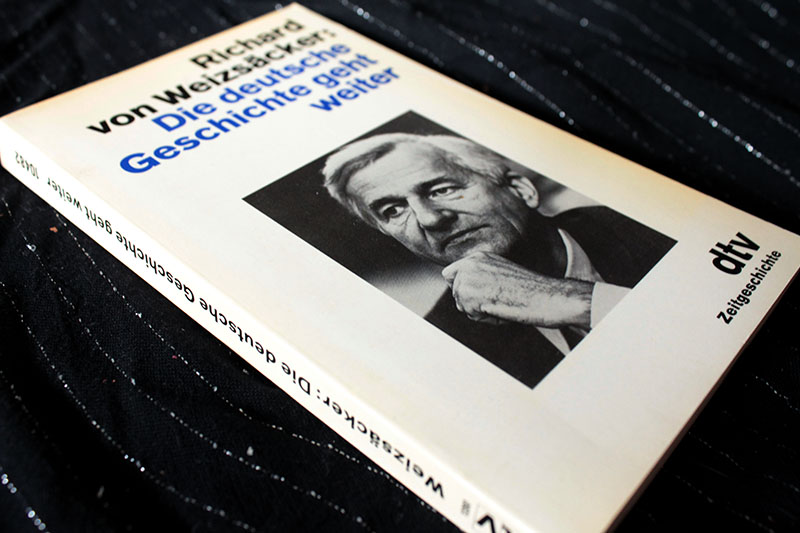 Richard
von Weizsäcker:
Die deutsche
Geschichte geht
weiter
dtv
Zeitgeschichte
Weizsäcker: Die deutsche Geschichte geht weiter 10482